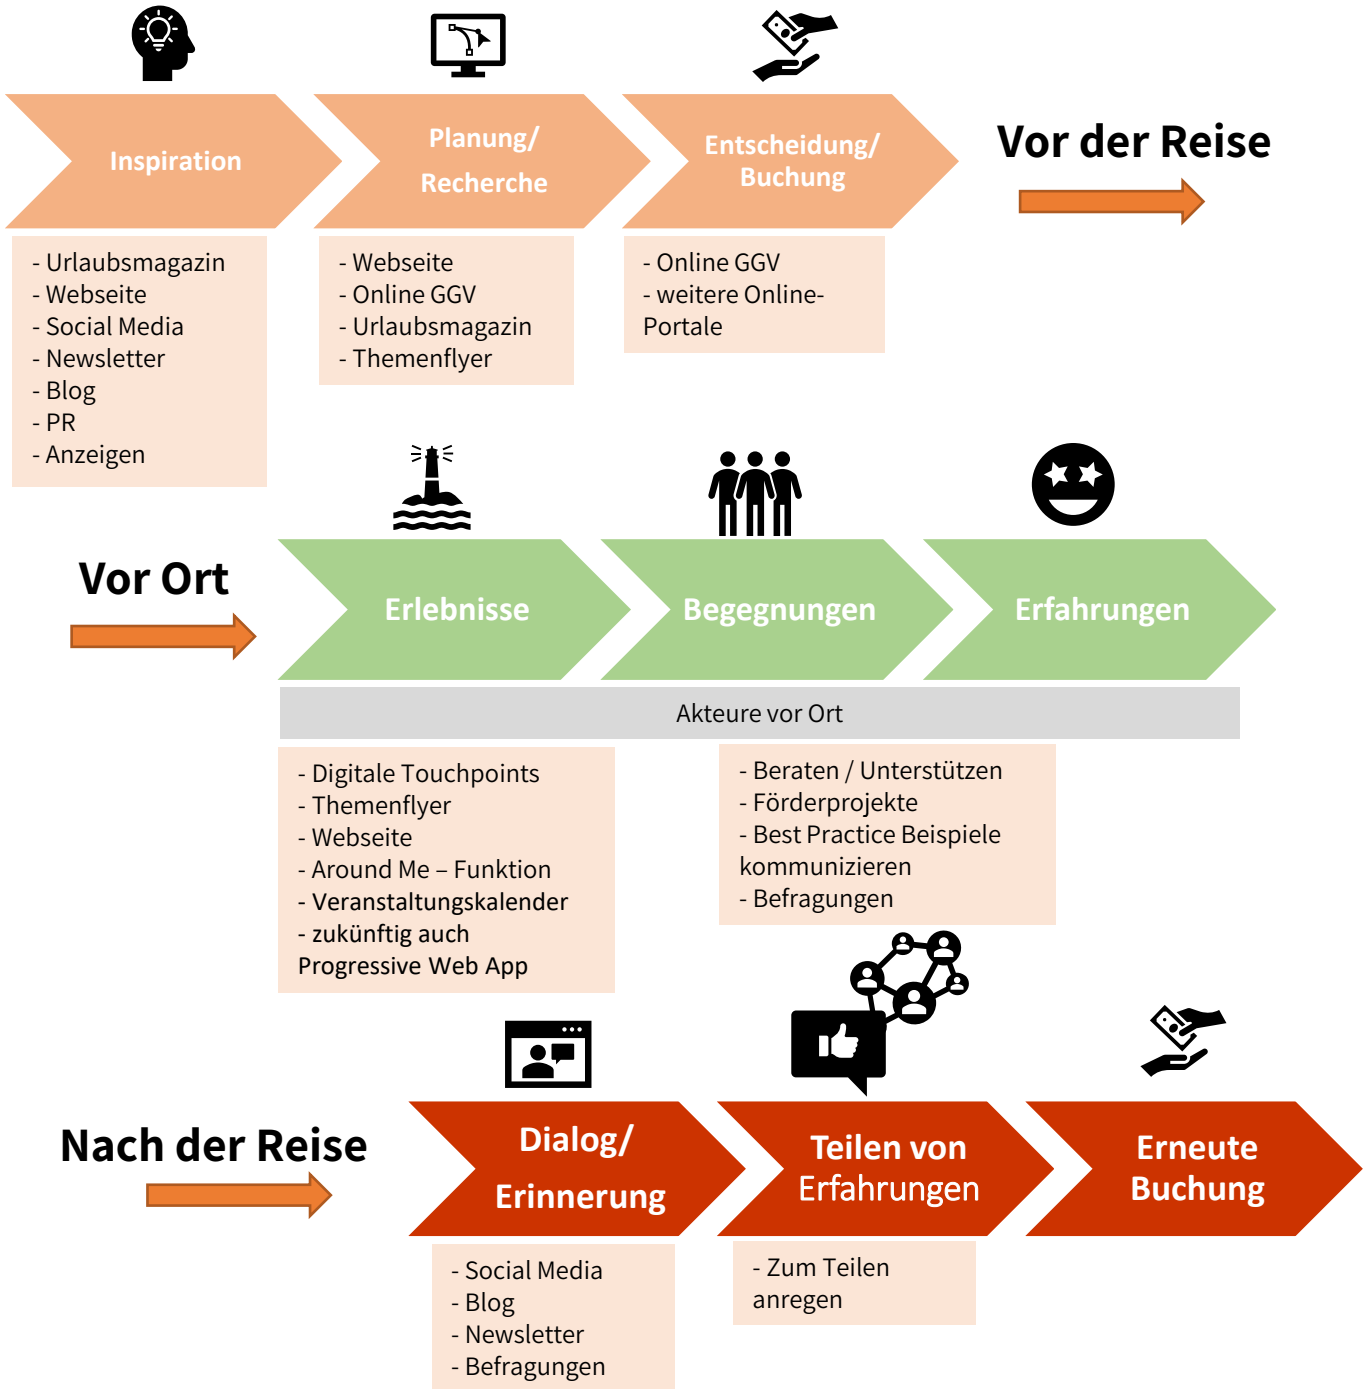 Inspiration
Planung/
Recherche
Entscheidung/
Buchung
Vor der Reise
- Urlaubsmagazin
- Webseite
- Social Media
- Newsletter
- Blog
- PR
- Anzeigen
- Webseite
- Online GGV
- Urlaubsmagazin
- Themenflyer
- Online GGV
- weitere Online-
Portale
Vor Ort
Erlebnisse
Begegnungen
Erfahrungen
Akteure vor Ort
- Digitale Touchpoints
- Themenflyer
- Webseite
- Around Me – Funktion
- Veranstaltungskalender
- zukünftig auch
Progressive Web App
- Beraten / Unterstützen
- Förderprojekte
- Best Practice Beispiele
kommunizieren
- Befragungen
Nach der Reise
Dialog/
Erinnerung
Teilen von
Erfahrungen
Erneute
Buchung
- Social Media
- Blog
- Newsletter
- Befragungen
- Zum Teilen
anregen